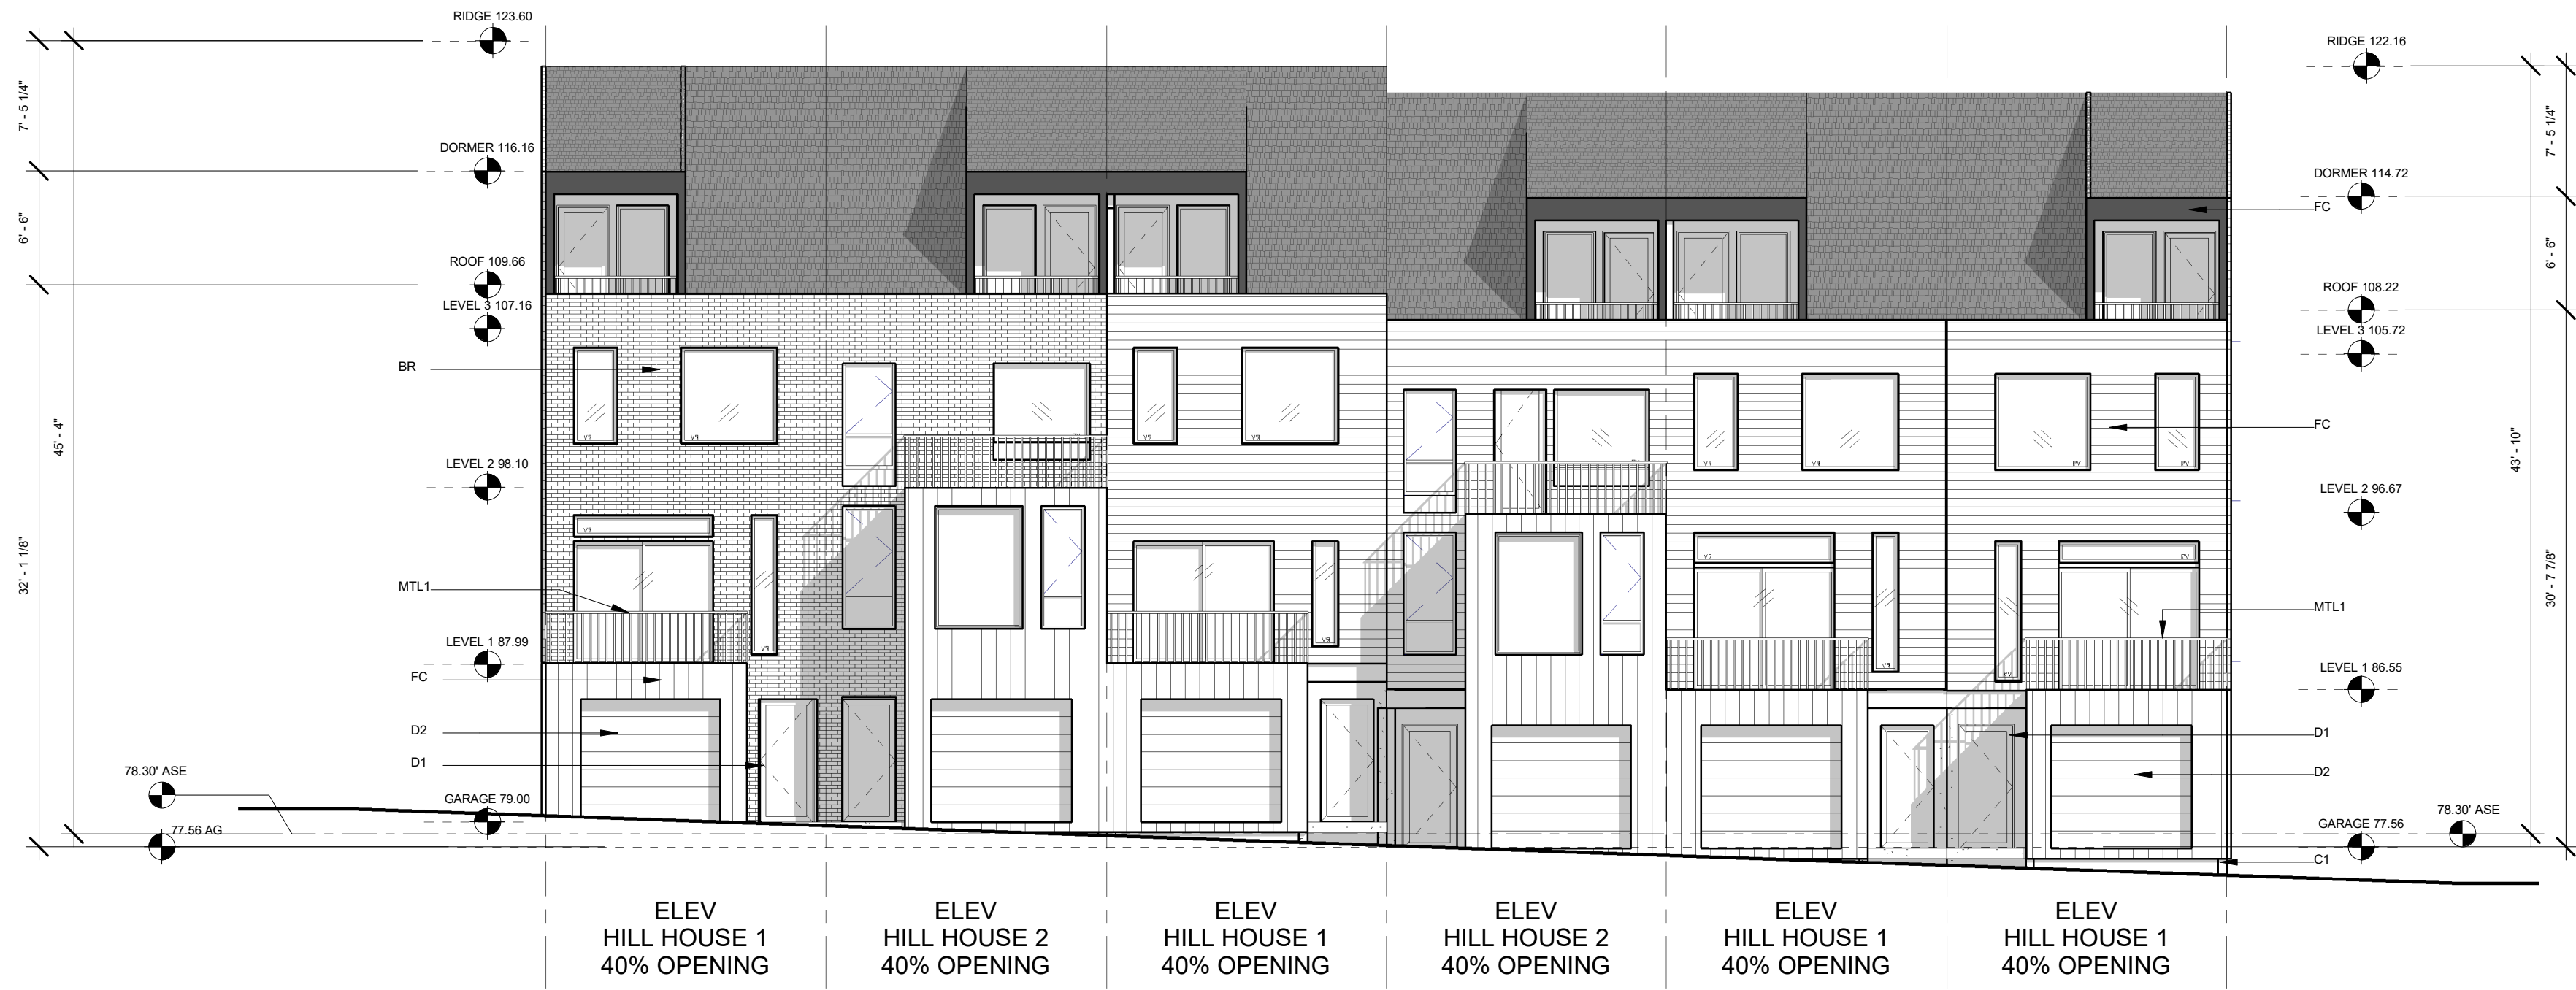 RIDGE 123.60
DORMER 116.16
ROOF 109.66
LEVEL 3 107.16
BR
LEVEL 2 98.10
MTL1
LEVEL 1 87.99
FC
D2
D1
78.30' ASE
GARAGE 79.00
77.56 AG
7' - 5 1/4"
6' - 6"
32' - 1 1/8"
45' - 4"
RIDGE 122.16
DORMER 114.72
FC
ROOF 108.22
LEVEL 3 105.72
FC
LEVEL 2 96.67
MTL1
LEVEL 1 86.55
D1
D2
78.30' ASE
GARAGE 77.56
C1
7' - 5 1/4"
6' - 6"
43' - 10"
30' - 7 7/8"
ELEV
HILL HOUSE 1
40% OPENING
ELEV
HILL HOUSE 2
40% OPENING
ELEV
HILL HOUSE 1
40% OPENING
ELEV
HILL HOUSE 2
40% OPENING
ELEV
HILL HOUSE 1
40% OPENING
ELEV
HILL HOUSE 1
40% OPENING